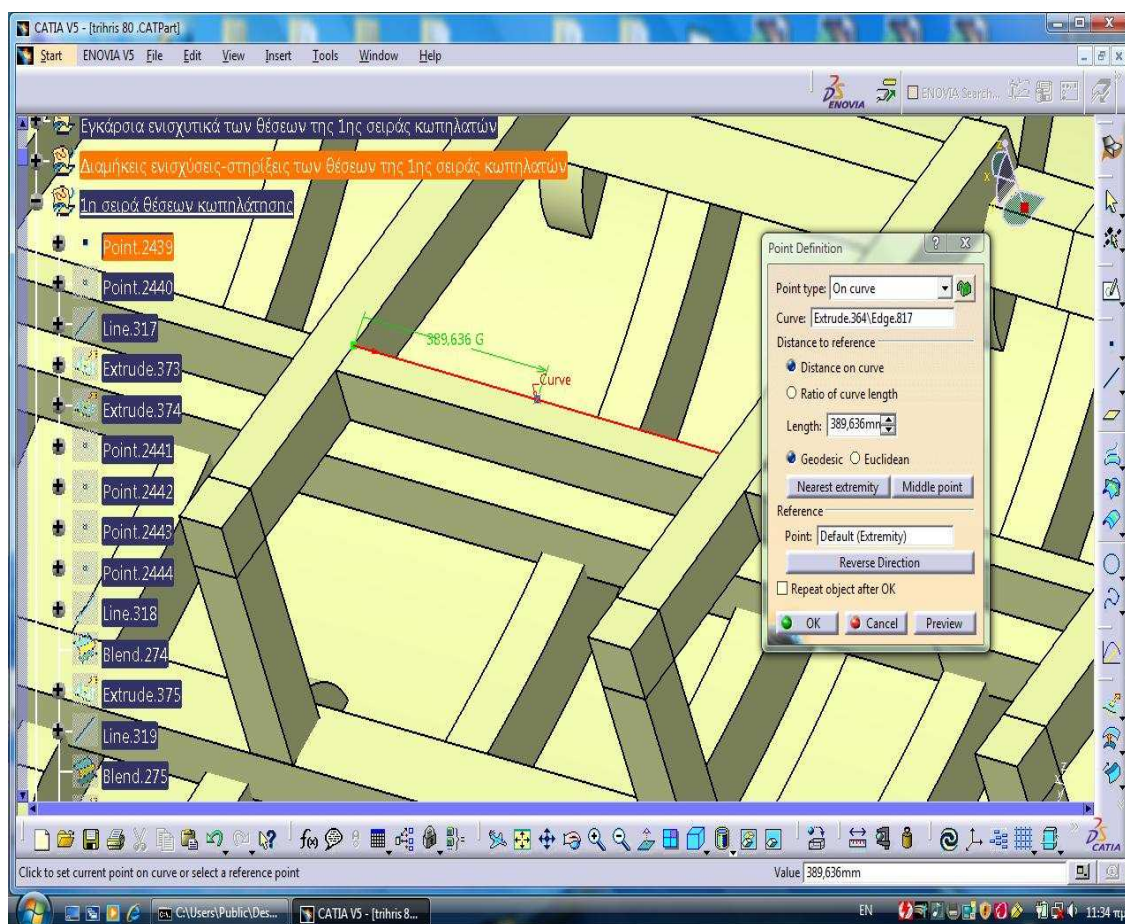 CATIA V5 - [trihris 80 .CATPart]
Start ENOVIA V5 File Edit View Insert Tools Window Help
ENOVIA
ENOVIA Search...
Εγκάρσια ενισχυτικά των θέσεων της 1ης σειράς κωπηλατών
Διαμήκεις ενισχύσεις-στηρίξεις των θέσεων της 1ης σειράς κωπηλατών
1η σειρά θέσεων κωπηλάτησης
Point.2439
Point.2440
Line.317
Extrude.373
Extrude.374
Point.2441
Point.2442
Point.2443
Point.2444
Line.318
Blend.274
Extrude.375
Line.319
Blend.275
389,636 G
Curve
Point Definition
Point type: On curve
Curve: Extrude.364\Edge.817
Distance to reference
Distance on curve
Ratio of curve length
Length: 389,636mm
Geodesic Euclidean
Nearest extremity Middle point
Reference
Point: Default (Extremity)
Reverse Direction
Repeat object after OK
OK Cancel Preview
f(x)
CATIA
Click to set current point on curve or select a reference point
Value 389,636mm
C:\Users\Public\Des... CATIA V5 - [trihris 8... EN 11:34 πμ